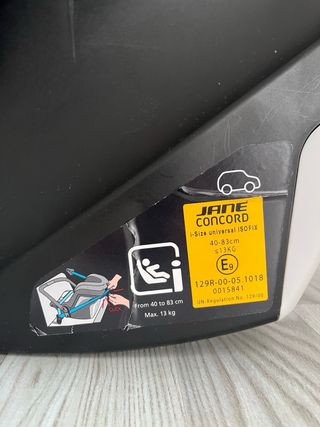 JANE
CONCORD
i-Size universal ISOFIX
40-83cm
≤13KG
E9
129R-00-05.1018
0015841
UN-Regulation No. 129/00
i
From 40 to 83 cm
Max. 13 kg
CLICK